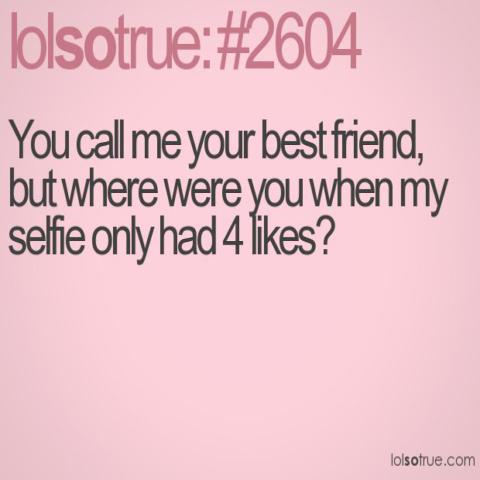 lolsotrue: #2604
You call me your best friend,
but where were you when my
selfie only had 4 likes?
lolsotrue.com